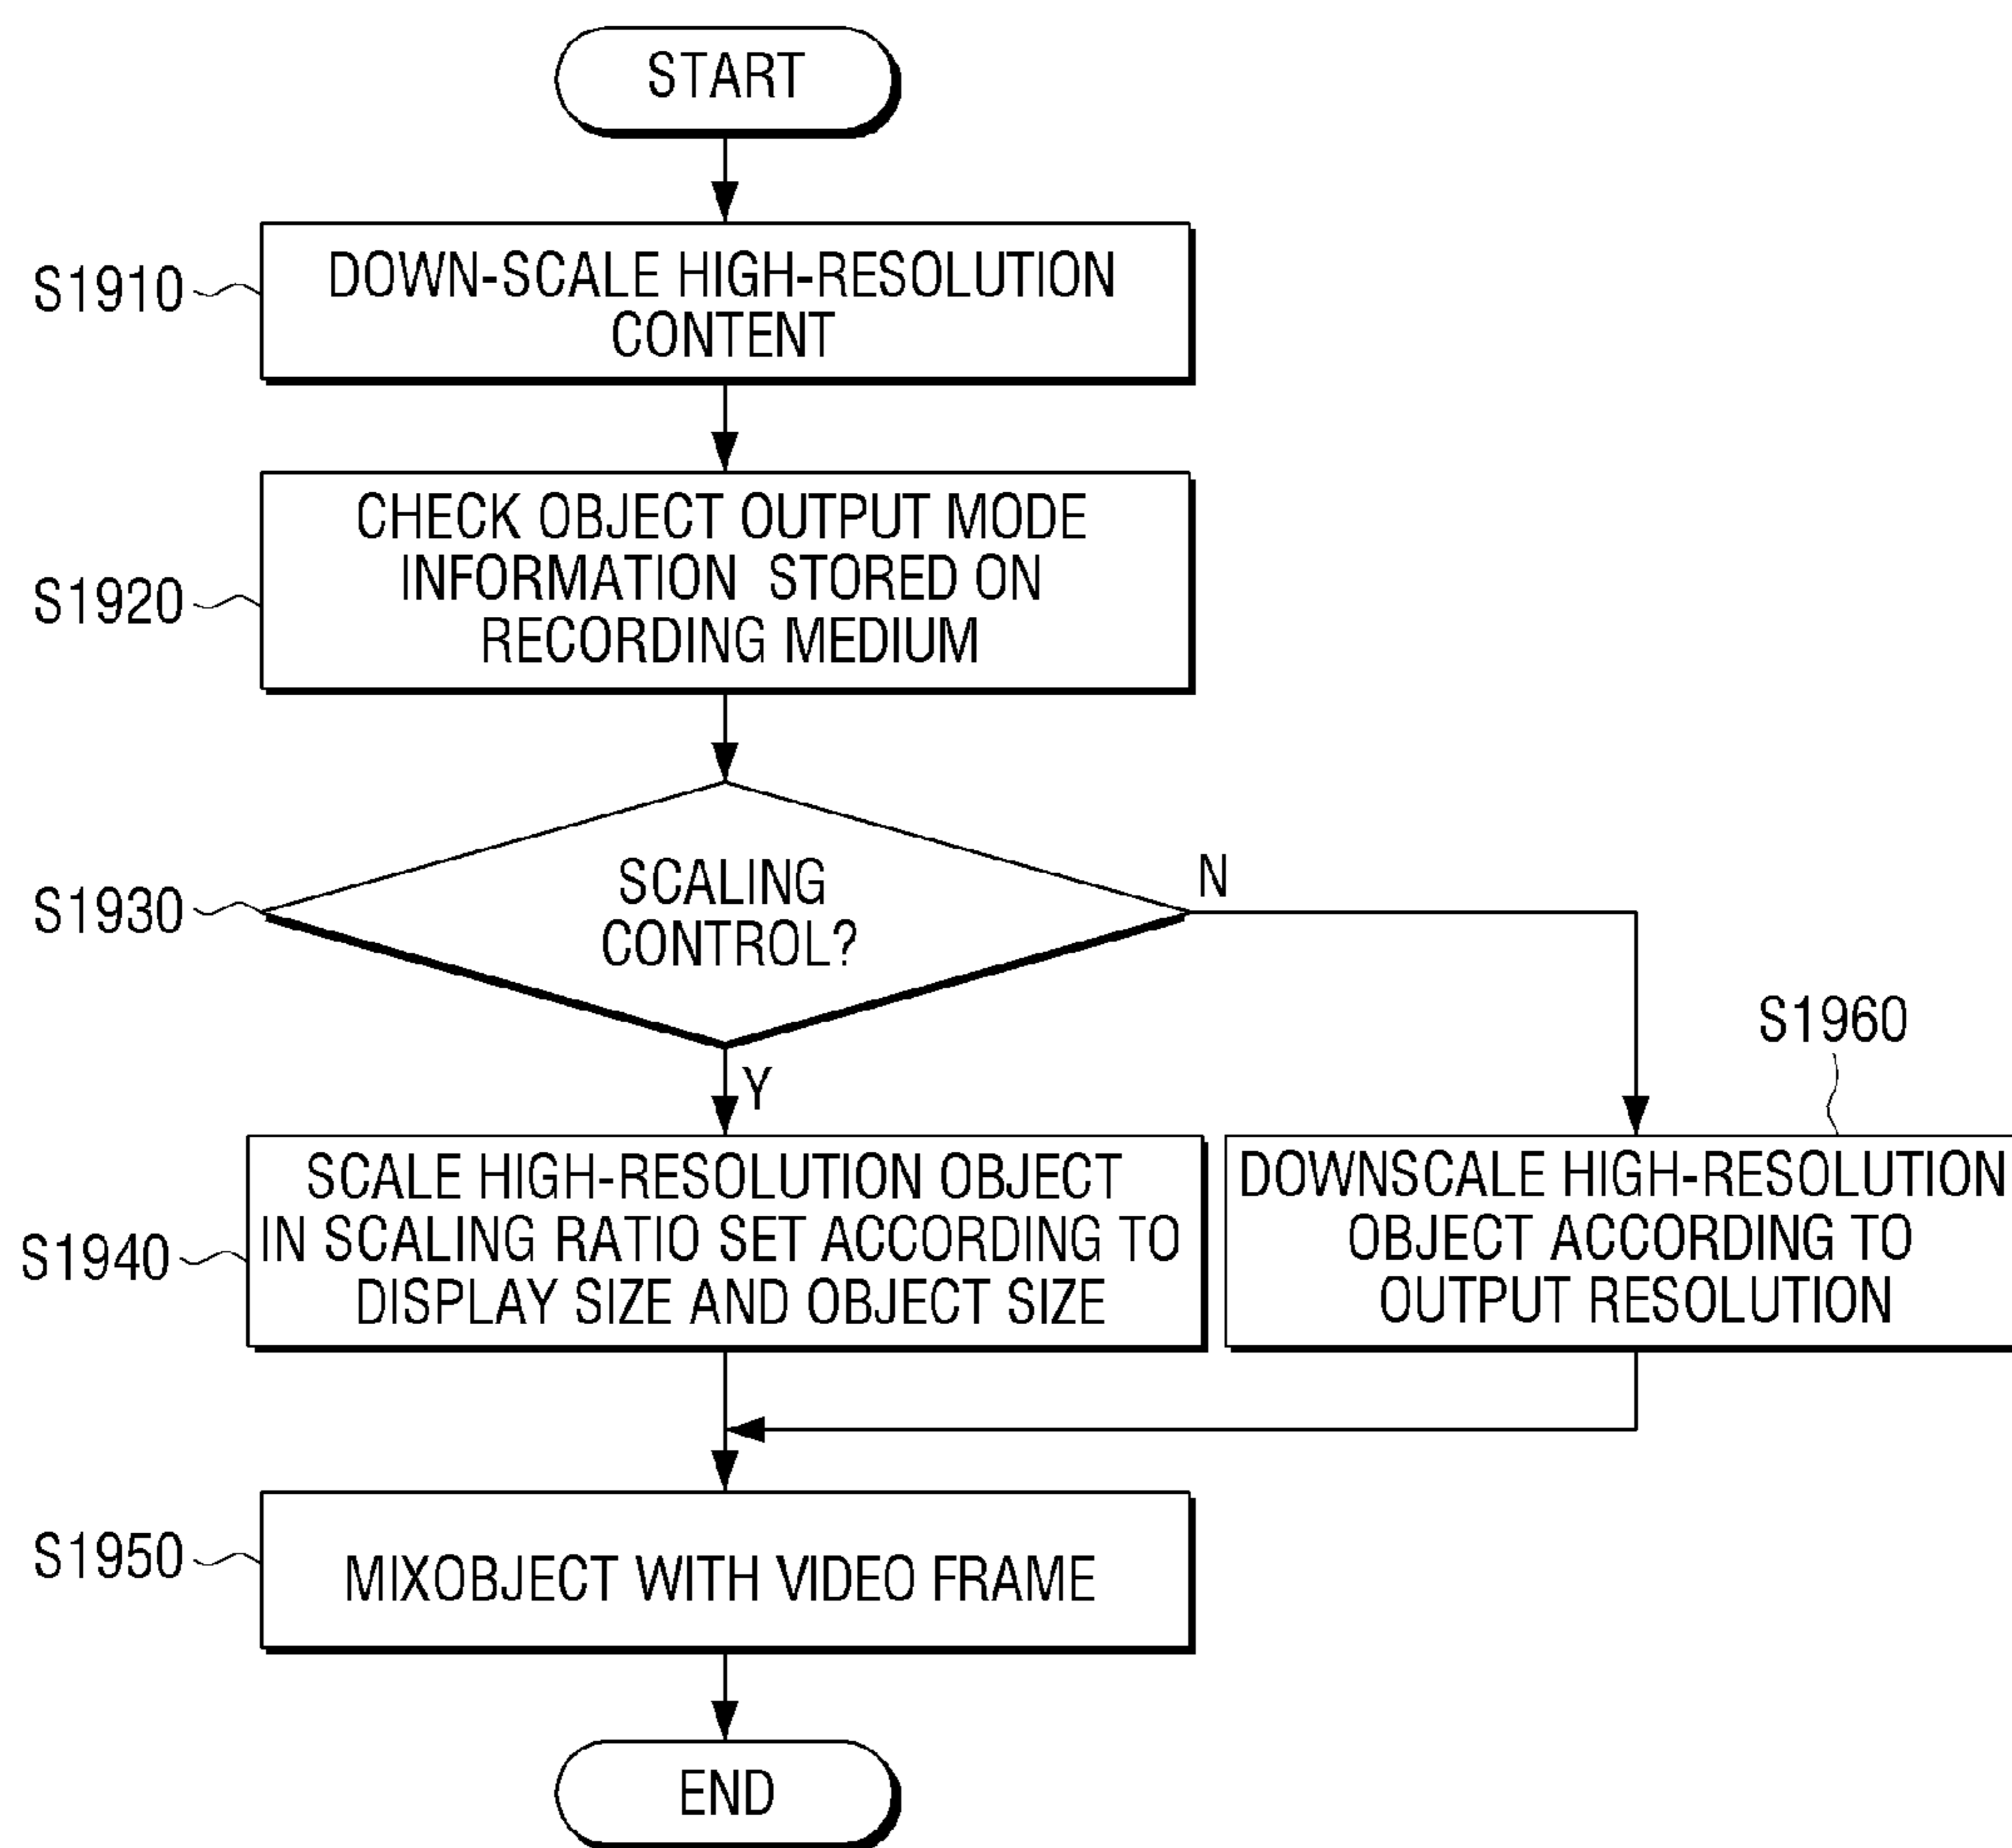 START
S1910
DOWN-SCALE HIGH-RESOLUTION
CONTENT
S1920
CHECK OBJECT OUTPUT MODE
INFORMATION STORED ON
RECORDING MEDIUM
S1930
SCALING
CONTROL?
N
Y
S1940
SCALE HIGH-RESOLUTION OBJECT
IN SCALING RATIO SET ACCORDING TO
DISPLAY SIZE AND OBJECT SIZE
S1960
DOWNSCALE HIGH-RESOLUTION
OBJECT ACCORDING TO
OUTPUT RESOLUTION
S1950
MIXOBJECT WITH VIDEO FRAME
END